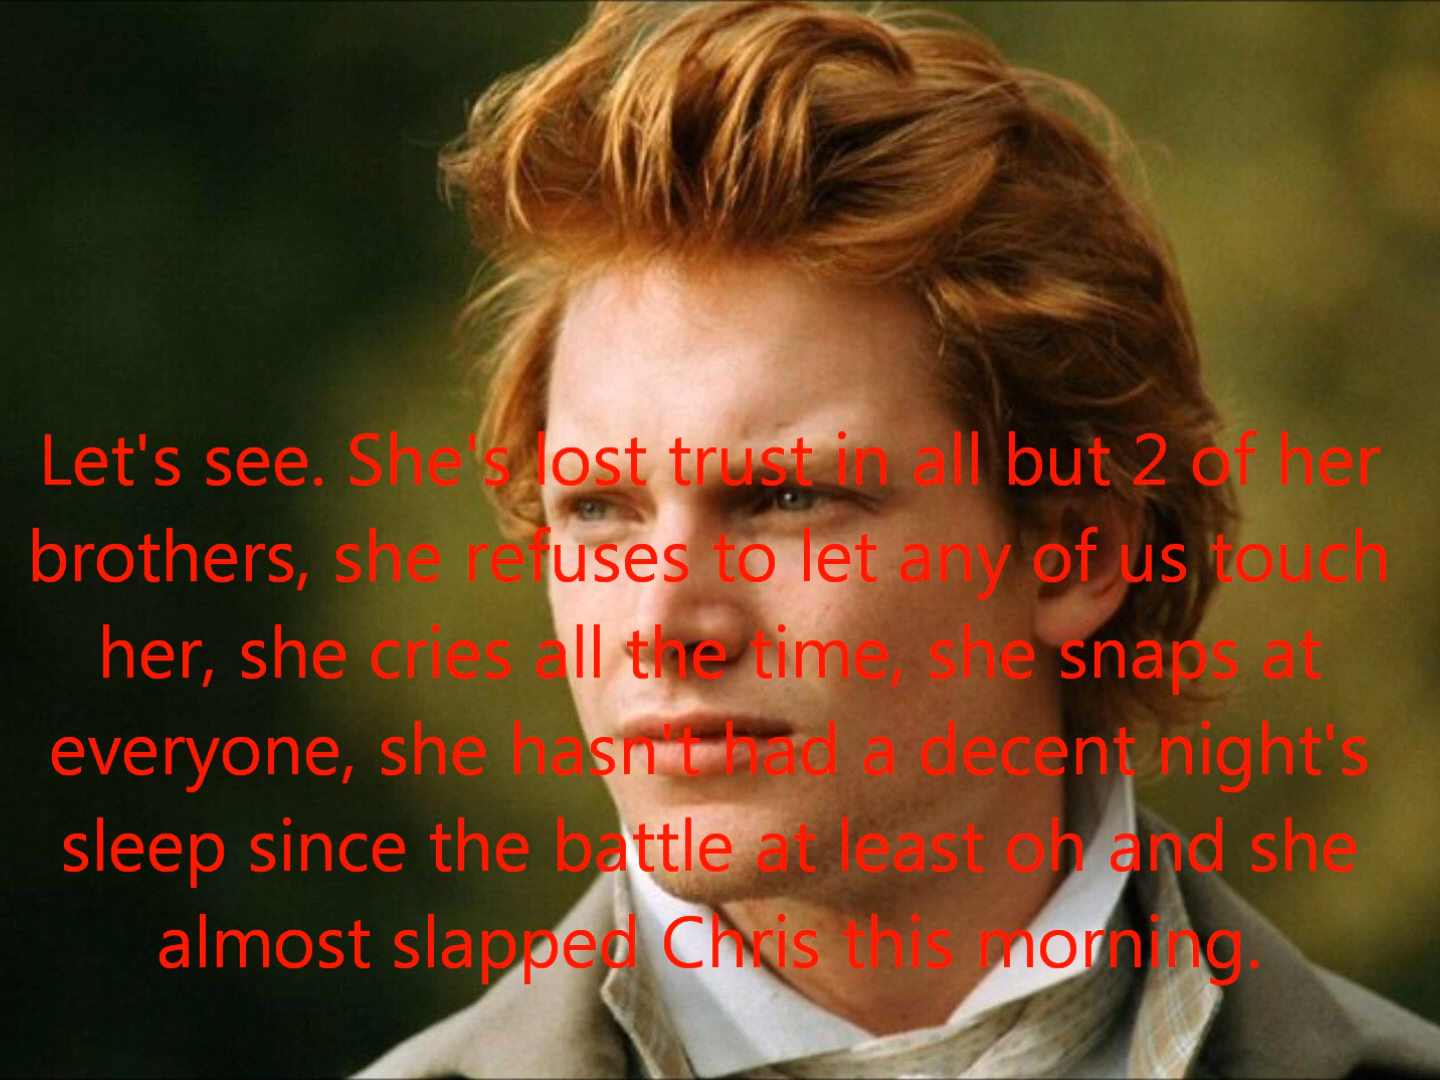 Let's see. She's lost trust in all but 2 of her
brothers, she refuses to let any of us touch
her, she cries all the time, she snaps at
everyone, she hasn't had a decent night's
sleep since the battle at least oh and she
almost slapped Chris this morning.